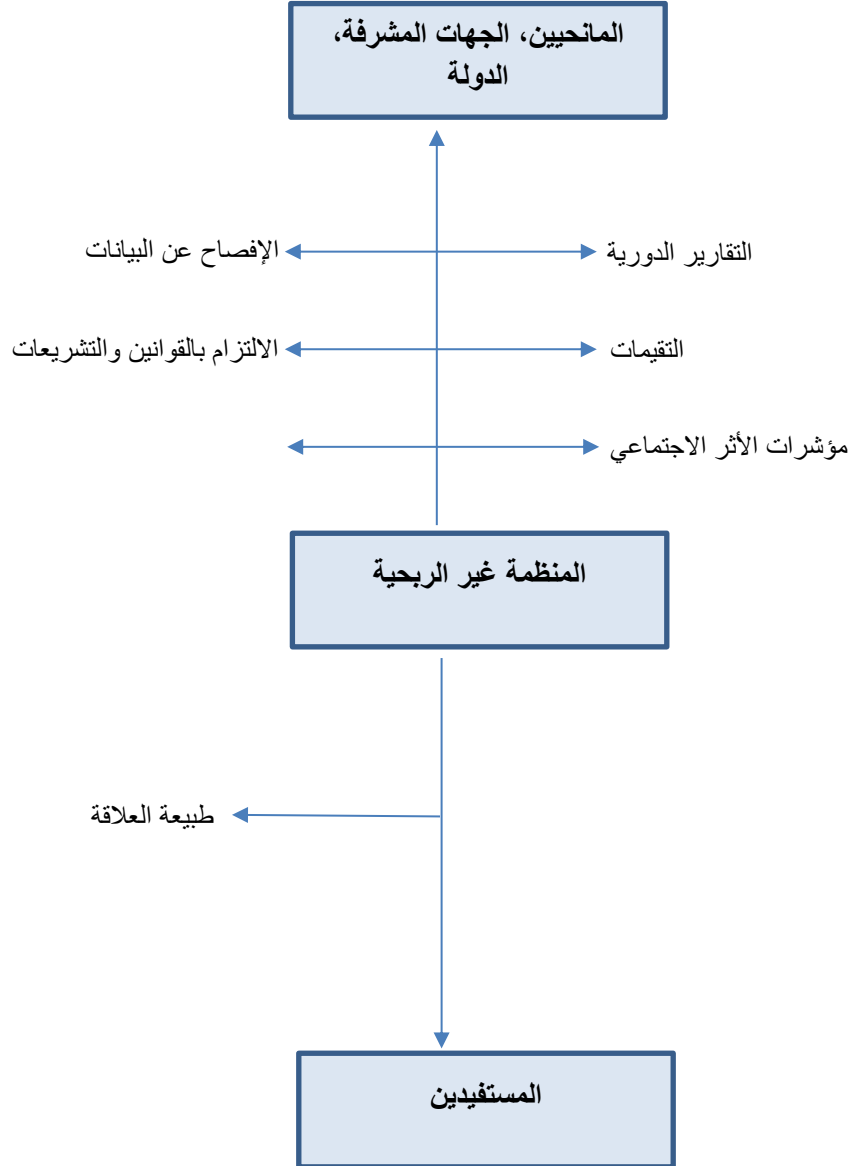 المانحيين، الجهات المشرفة،
الدولة
التقارير الدورية
الإفصاح عن البيانات
التقيمات
الالتزام بالقوانين والتشريعات
مؤشرات الأثر الاجتماعي
المنظمة غير الربحية
طبيعة العلاقة
المستفيدين